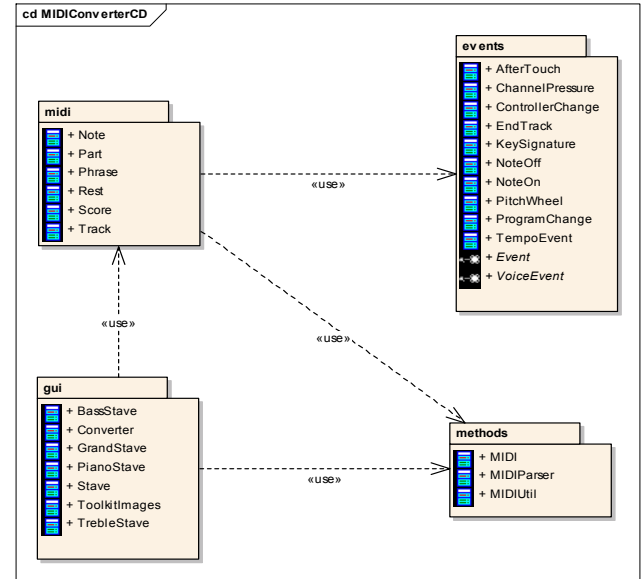 cd MIDIConverterCD
events
+ AfterTouch
+ ChannelPressure
+ ControllerChange
+ EndTrack
+ KeySignature
+ NoteOff
+ NoteOn
+ PitchWheel
+ ProgramChange
+ TempoEvent
+ Event
+ VoiceEvent
midi
+ Note
+ Part
+ Phrase
+ Rest
+ Score
+ Track
«use»
«use»
«use»
gui
+ BassStave
+ Converter
+ GrandStave
+ PianoStave
+ Stave
+ ToolkitImages
+ TrebleStave
«use»
methods
+ MIDI
+ MIDIParser
+ MIDIUtil